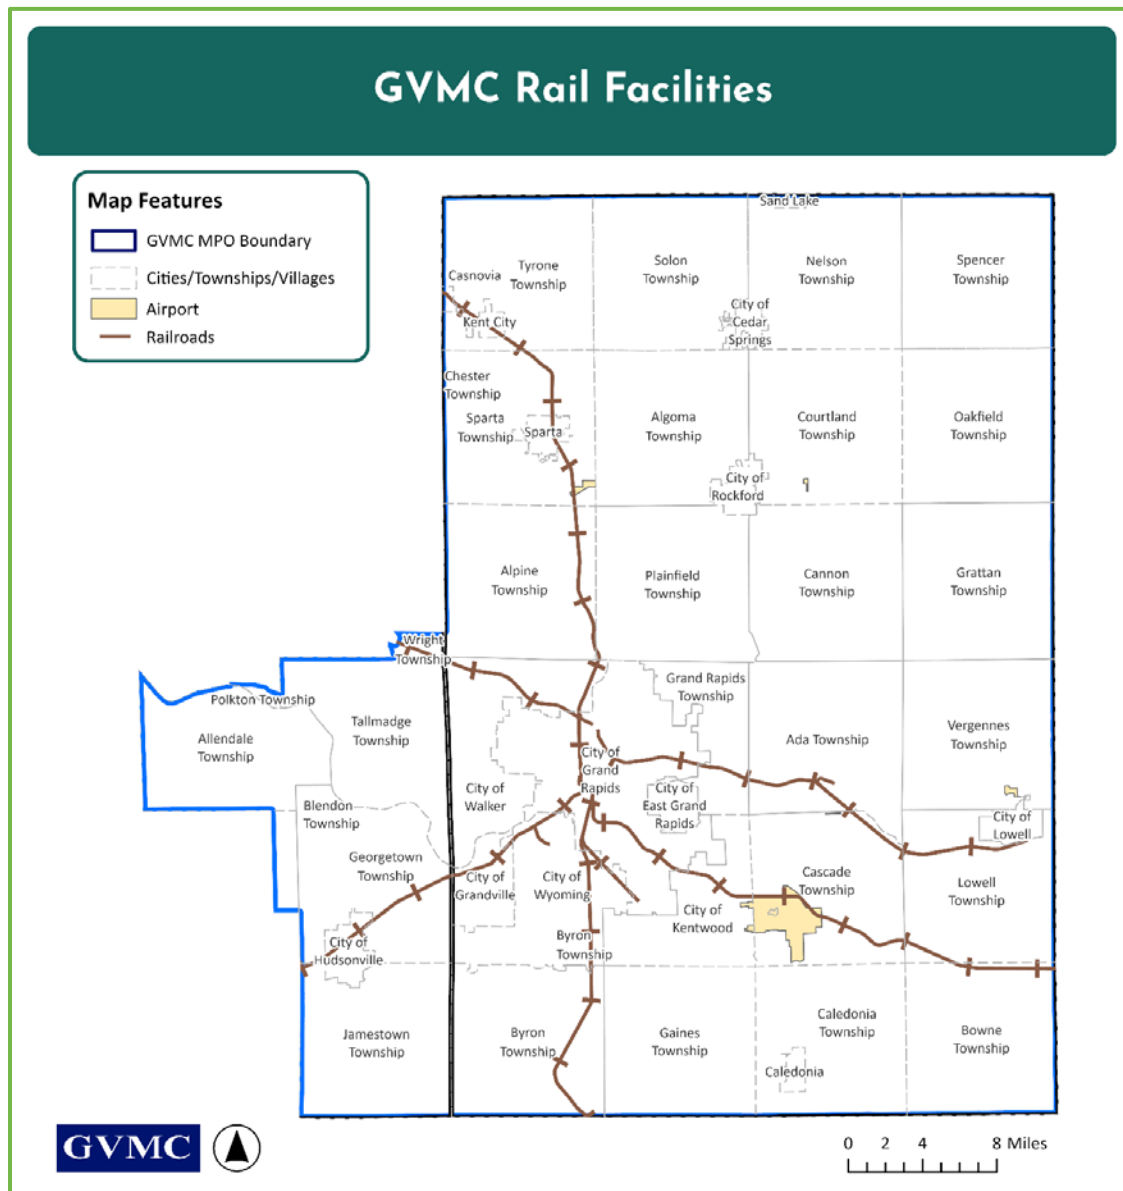 GVMC Rail Facilities
Map Features
GVMC MPO Boundary
Cities/Townships/Villages
Airport
Railroads
Sand Lake
Casnovia
Tyrone
Township
Solon
Township
Nelson
Township
Spencer
Township
Kent City
City of
Cedar
Springs
Chester
Township
Sparta
Township
Sparta
Algoma
Township
Courtland
Township
Oakfield
Township
City of
Rockford
Alpine
Township
Plainfield
Township
Cannon
Township
Grattan
Township
Wright
Township
Polkton Township
Allendale
Township
Tallmadge
Township
Grand Rapids
Township
Ada Township
Vergennes
Township
City of
Grand
Rapids
City of
Walker
City of
East Grand
Rapids
Blendon
Township
City of
Lowell
Georgetown
Township
City of
Grandville
City of
Wyoming
Cascade
Township
Lowell
Township
City of
Kentwood
City of
Hudsonville
Byron
Township
Jamestown
Township
Byron
Township
Gaines
Township
Caledonia
Township
Bowne
Township
Caledonia
GVMC
0 2 4 8 Miles